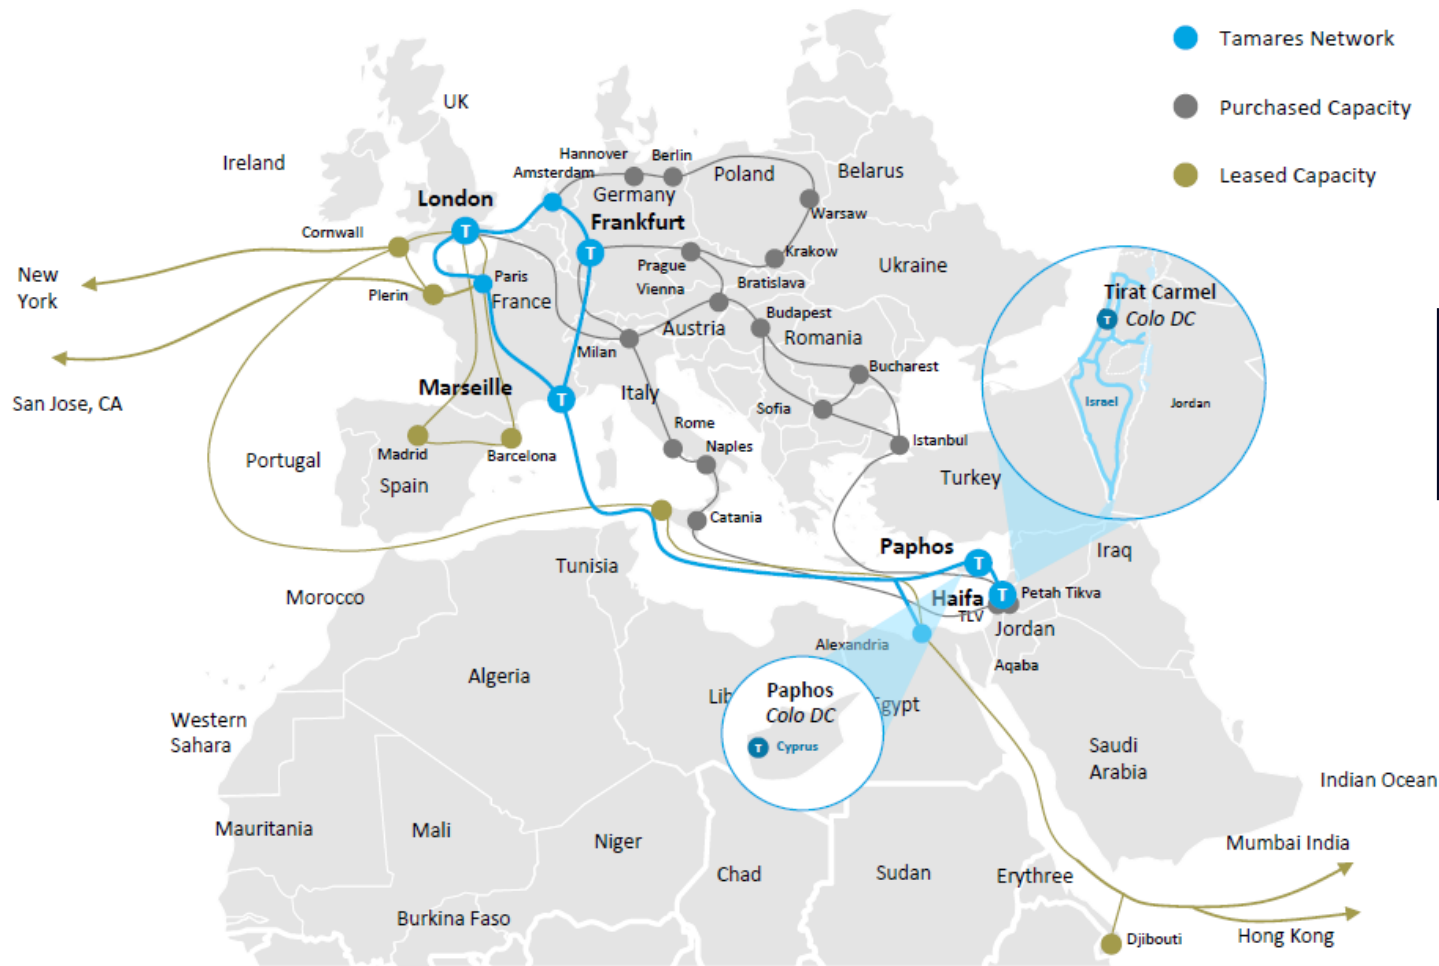 Tamares Network
Purchased Capacity
Leased Capacity
UK
Ireland
Hannover
Berlin
Amsterdam
Germany
Poland
Belarus
London
Frankfurt
Warsaw
Cornwall
Krakow
Prague
Ukraine
New
York
Paris
Plerin
France
Vienna
Bratislava
Tirat Carmel
T
Colo DC
Budapest
Austria
Romania
Milan
Bucharest
San Jose, CA
Marseille
Italy
Israel
Jordan
Sofia
Rome
Naples
Istanbul
Madrid
Barcelona
Portugal
Spain
Turkey
Catania
Paphos
Iraq
Tunisia
Morocco
Haifa
Petah Tikva
TLV
Jordan
Alexandria
Aqaba
Algeria
Lib
Paphos
Colo DC
T
Cyprus
gypt
Western
Sahara
Saudi
Arabia
Indian Ocean
Mauritania
Mali
Niger
Chad
Sudan
Erythree
Mumbai India
Burkina Faso
Djibouti
Hong Kong
T
T
T
T
T